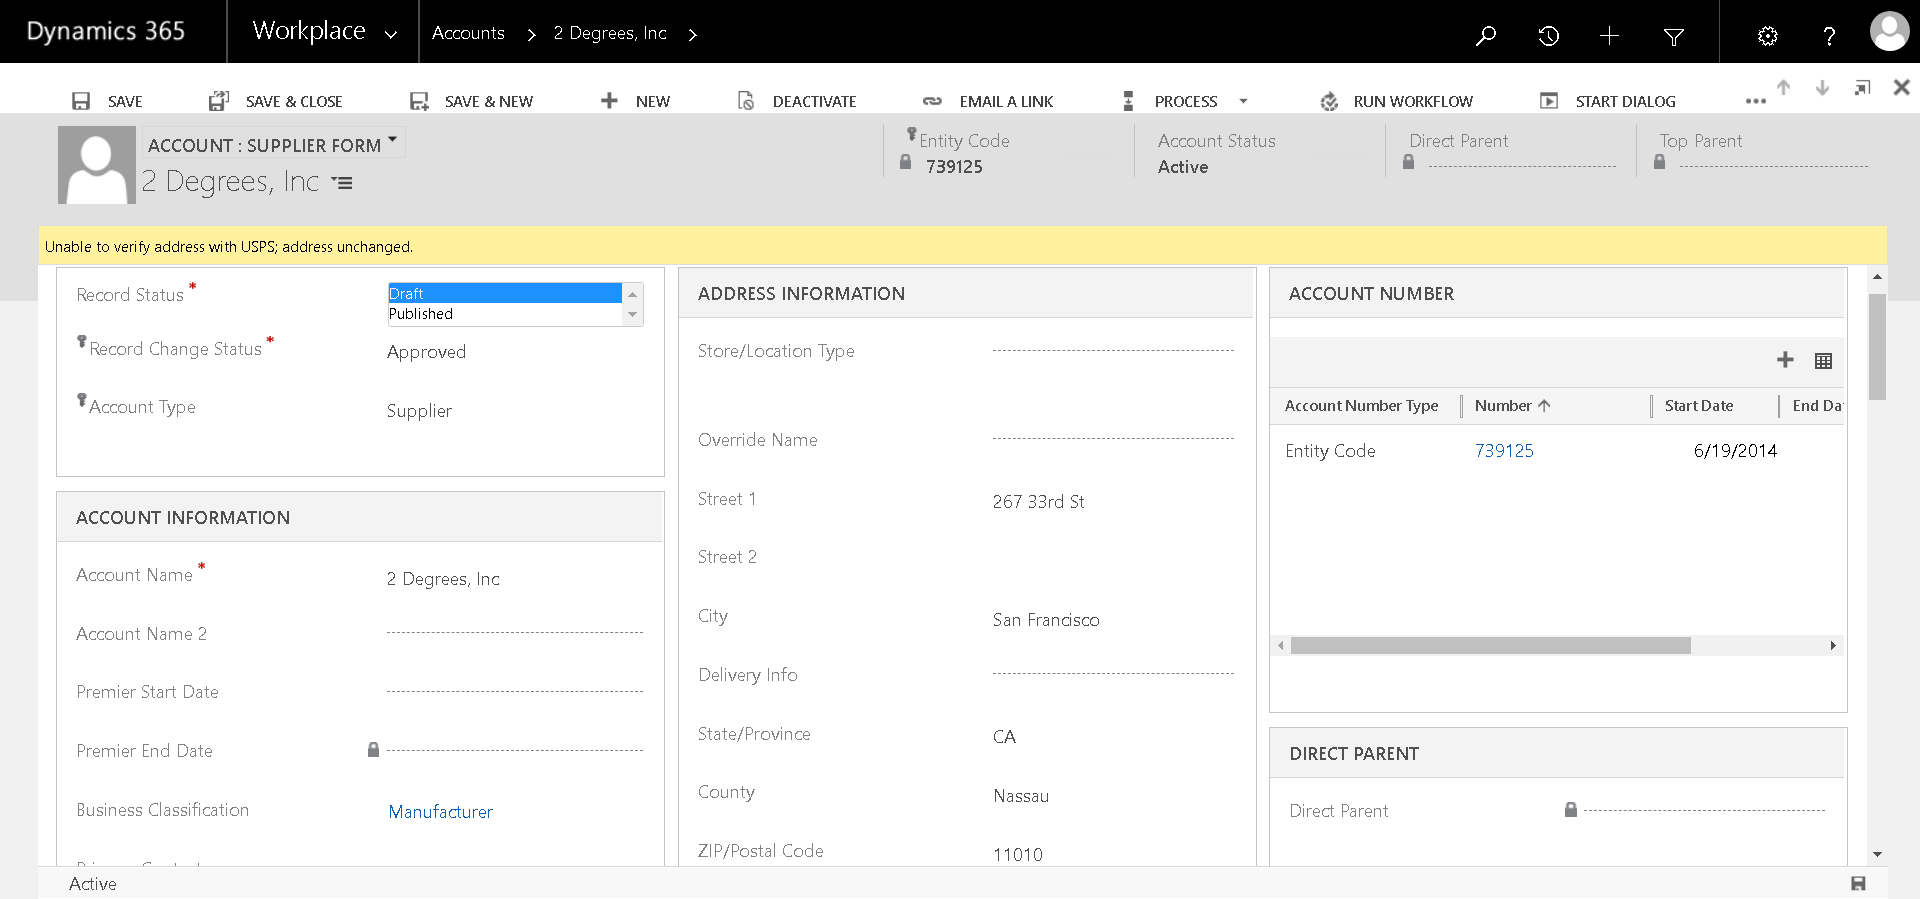 Dynamics 365
Workplace
Accounts
2 Degrees, Inc
SAVE
SAVE & CLOSE
SAVE & NEW
NEW
DEACTIVATE
EMAIL A LINK
PROCESS
RUN WORKFLOW
START DIALOG
ACCOUNT : SUPPLIER FORM
2 Degrees, Inc
Entity Code
739125
Account Status
Active
Direct Parent
Top Parent
Unable to verify address with USPS; address unchanged.
Record Status *
Draft
Published
Record Change Status *
Approved
Account Type
Supplier
ACCOUNT INFORMATION
Account Name *
2 Degrees, Inc
Account Name 2
Premier Start Date
Premier End Date
Business Classification
Manufacturer
ADDRESS INFORMATION
Store/Location Type
Override Name
Street 1
267 33rd St
Street 2
City
San Francisco
Delivery Info
State/Province
CA
County
Nassau
ZIP/Postal Code
11010
ACCOUNT NUMBER
Account Number Type
Number
Start Date
End Da
Entity Code
739125
6/19/2014
DIRECT PARENT
Direct Parent
Active